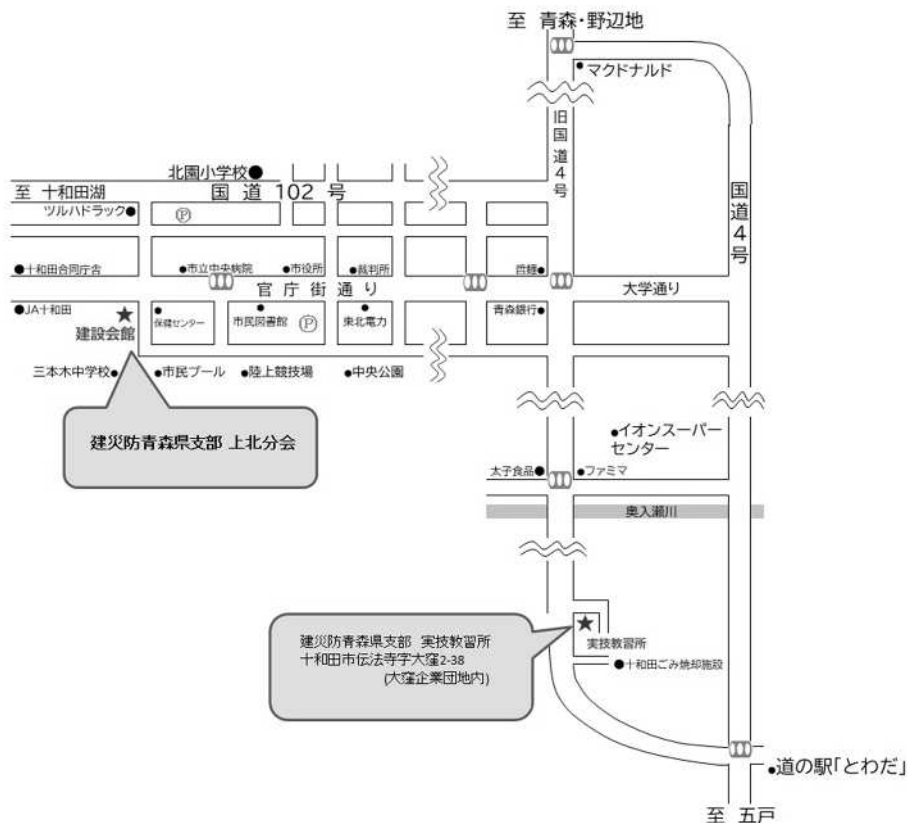 至 青森・野辺地
マクドナルド
旧国道4号
国道4号
北園小学校
国道102号
至 十和田湖
ツルハドラック
Ⓟ
十和田合同庁舎
市立中央病院
市役所
裁判所
哲麺
官庁街通り
大学通り
JA十和田
建設会館
保健センター
市民図書館
Ⓟ
東北電力
青森銀行
三本木中学校
市民プール
陸上競技場
中央公園
建災防青森県支部 上北分会
イオンスーパー
センター
太子食品
ファミマ
奥入瀬川
建災防青森県支部 実技教習所
十和田市伝法寺字大窪2-38
(大窪企業団地内)
実技教習所
十和田ごみ焼却施設
道の駅「とわだ」
至 五戸